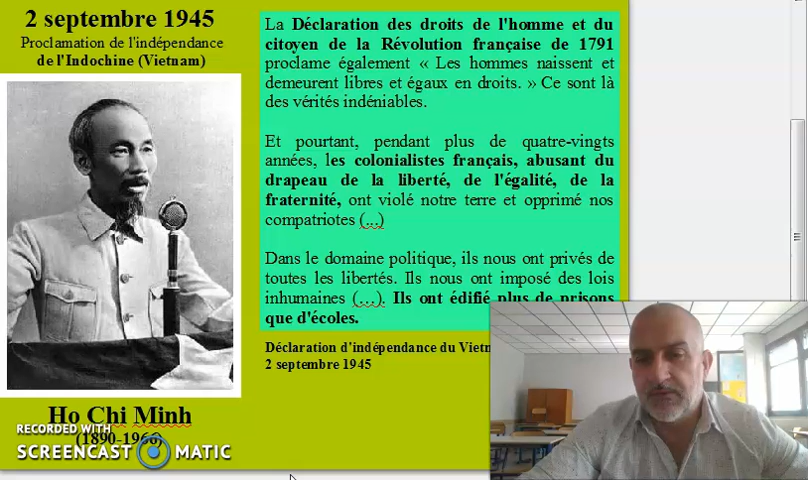 2 septembre 1945
Proclamation de l'indépendance
de l'Indochine (Vietnam)
La Déclaration des droits de l'homme et du
citoyen de la Révolution française de 1791
proclame également « Les hommes naissent et
demeurent libres et égaux en droits. » Ce sont là
des vérités indéniables.
Et pourtant, pendant plus de quatre-vingts
années, les colonialistes français, abusant du
drapeau de la liberté, de l'égalité, de la
fraternité, ont violé notre terre et opprimé nos
compatriotes (...)
Dans le domaine politique, ils nous ont privés de
toutes les libertés. Ils nous ont imposé des lois
inhumaines (…). Ils ont édifié plus de prisons
que d'écoles.
Déclaration d'indépendance du Vietn
2 septembre 1945
Ho Chi Minh
(1890-1966)
RECORDED WITH
SCREENCAST MATIC